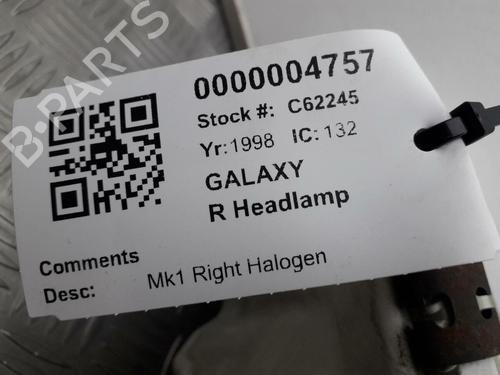 B-PARTS
0000004757
Stock #: C62245
Yr: 1998 IC: 132
GALAXY
R Headlamp
Comments
Desc: Mk1 Right Halogen